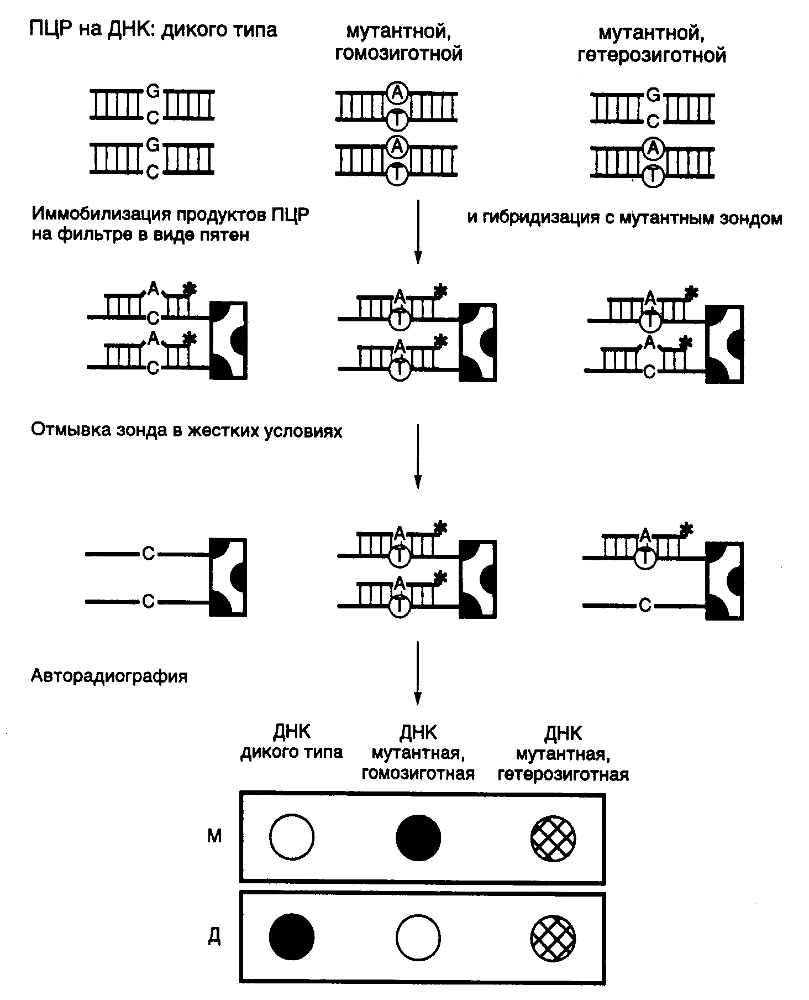 ПЦР на ДНК: дикого типа
мутантной,
гомозиготной
мутантной,
гетерозиготной
G
C
G
C
A
T
A
T
G
C
A
T
Иммобилизация продуктов ПЦР
на фильтре в виде пятен
и гибридизация с мутантным зондом
A *
C
A *
C
A *
T
A *
T
A *
T
A *
C
Отмывка зонда в жестких условиях
C
C
A *
T
A *
T
A *
T
C
Авторадиография
ДНК
дикого типа
ДНК
мутантная,
гомозиготная
ДНК
мутантная,
гетерозиготная
М
Д